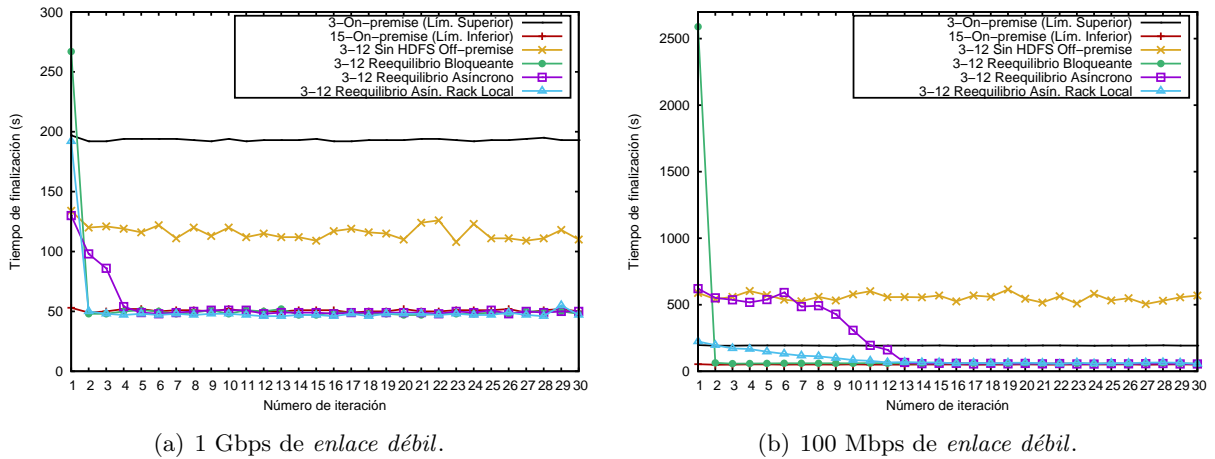 Tiempo de finalización (s)
300
250
200
150
100
50
0
3−On−premise (Lím. Superior)
15−On−premise (Lím. Inferior)
3−12 Sin HDFS Off−premise
3−12 Reequilibrio Bloqueante
3−12 Reequilibrio Asíncrono
3−12 Reequilibrio Asín. Rack Local
1 2 3 4 5 6 7 8 9 10 11 12 13 14 15 16 17 18 19 20 21 22 23 24 25 26 27 28 29 30
Número de iteración
(a) 1 Gbps de enlace débil.
Tiempo de finalización (s)
2500
2000
1500
1000
500
0
3−On−premise (Lím. Superior)
15−On−premise (Lím. Inferior)
3−12 Sin HDFS Off−premise
3−12 Reequilibrio Bloqueante
3−12 Reequilibrio Asíncrono
3−12 Reequilibrio Asín. Rack Local
1 2 3 4 5 6 7 8 9 10 11 12 13 14 15 16 17 18 19 20 21 22 23 24 25 26 27 28 29 30
Número de iteración
(b) 100 Mbps de enlace débil.